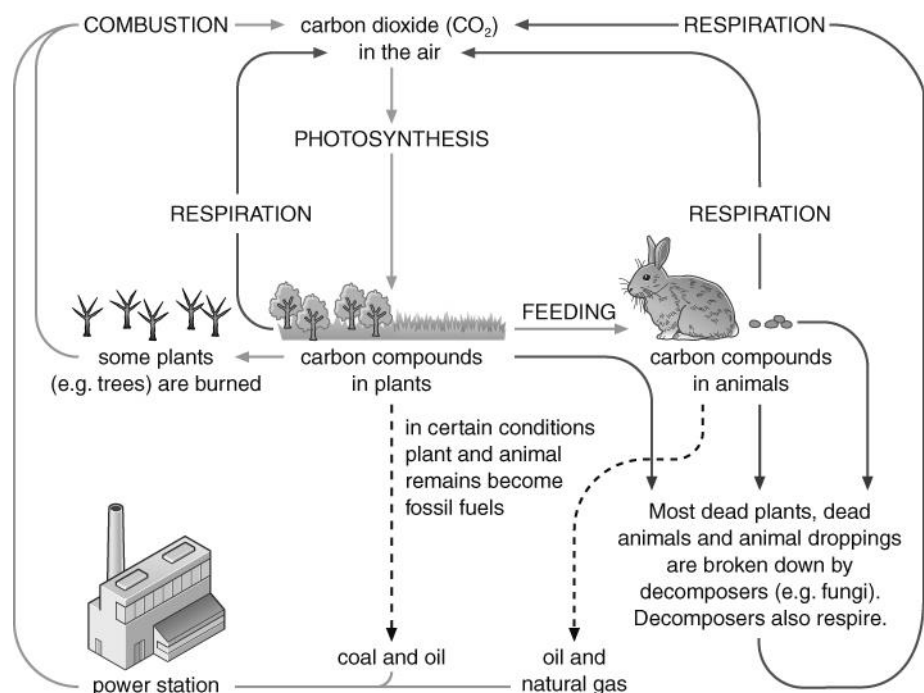 COMBUSTION
carbon dioxide (CO₂)
in the air
RESPIRATION
PHOTOSYNTHESIS
RESPIRATION
RESPIRATION
FEEDING
some plants
(e.g. trees) are burned
carbon compounds
in plants
carbon compounds
in animals
in certain conditions
plant and animal
remains become
fossil fuels
Most dead plants, dead
animals and animal droppings
are broken down by
decomposers (e.g. fungi).
Decomposers also respire.
coal and oil
oil and
natural gas
power station